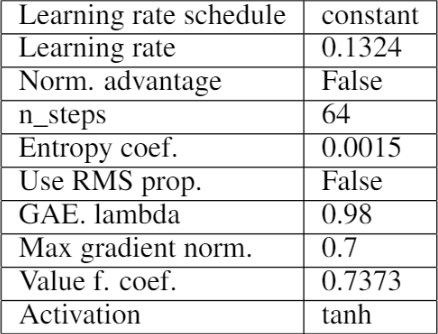 Learning rate schedule constant
Learning rate 0.1324
Norm. advantage False
n_steps 64
Entropy coef. 0.0015
Use RMS prop. False
GAE. lambda 0.98
Max gradient norm. 0.7
Value f. coef. 0.7373
Activation tanh